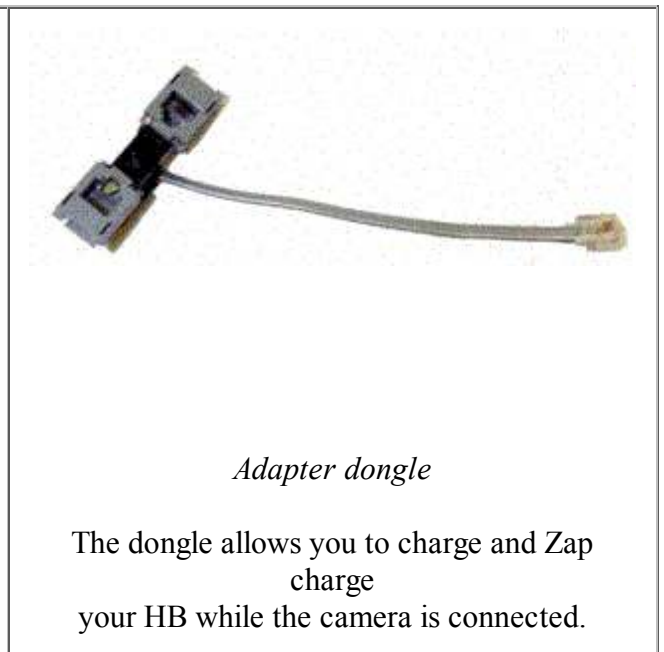 Adapter dongle
The dongle allows you to charge and Zap
charge
your HB while the camera is connected.